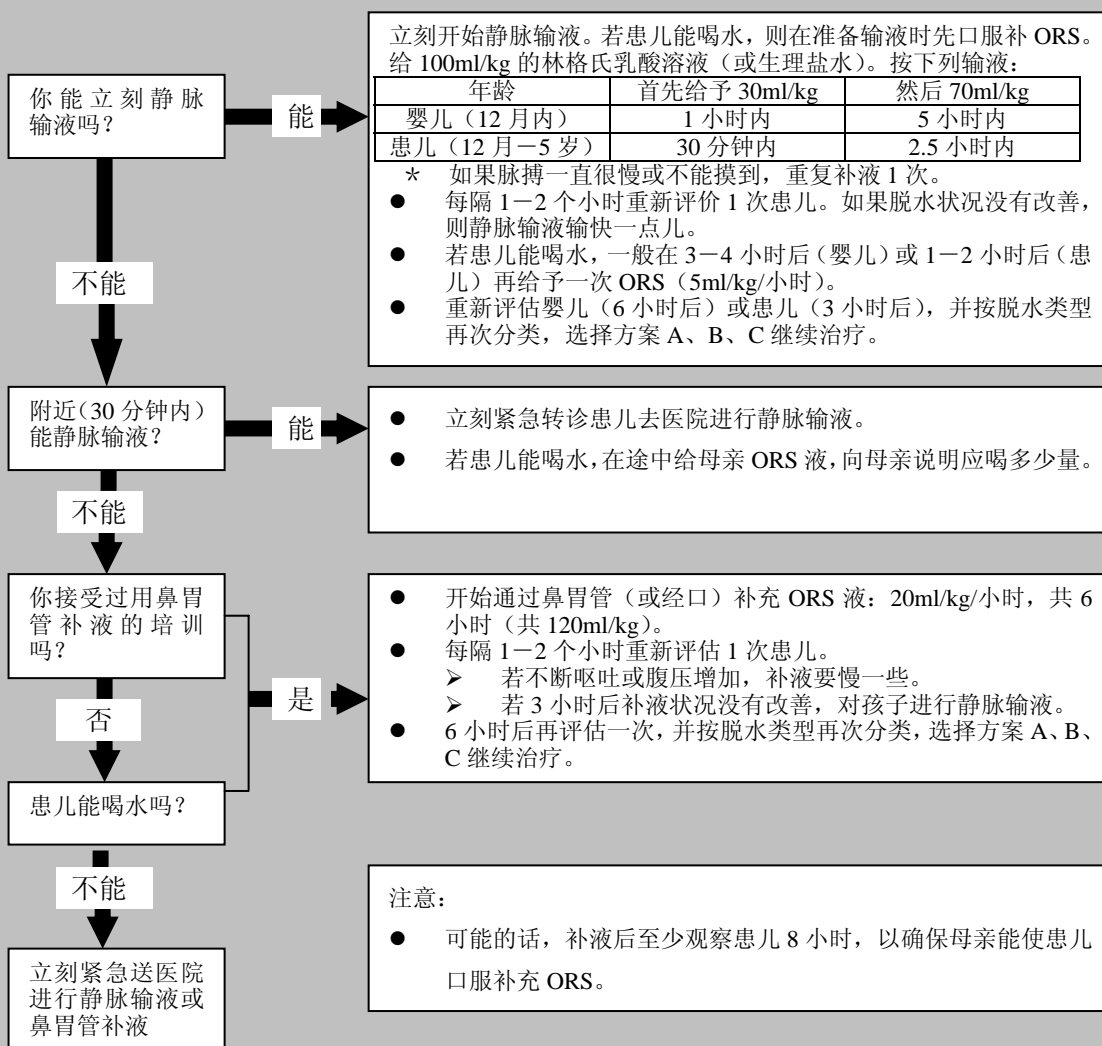 你能立刻静脉
输液吗？
能
立刻开始静脉输液。若患儿能喝水，则在准备输液时先口服补 ORS。
给 100ml/kg 的林格氏乳酸溶液（或生理盐水）。按下列输液：
年龄 首先给予 30ml/kg 然后 70ml/kg
婴儿（12 月内） 1 小时内 5 小时内
患儿（12 月－5 岁） 30 分钟内 2.5 小时内
* 如果脉搏一直很慢或不能摸到，重复补液 1 次。
● 每隔 1－2 个小时重新评价 1 次患儿。如果脱水状况没有改善，
则静脉输液输快一点儿。
● 若患儿能喝水，一般在 3－4 小时后（婴儿）或 1－2 小时后（患
儿）再给予一次 ORS（5ml/kg/小时）。
● 重新评估婴儿（6 小时后）或患儿（3 小时后），并按脱水类型
再次分类，选择方案 A、B、C 继续治疗。
不能
附近（30 分钟内）
能静脉输液？
能
● 立刻紧急转诊患儿去医院进行静脉输液。
● 若患儿能喝水，在途中给母亲 ORS 液，向母亲说明应喝多少量。
不能
你接受过用鼻胃
管补液的培训
吗？
是
● 开始通过鼻胃管（或经口）补充 ORS 液：20ml/kg/小时，共 6
小时（共 120ml/kg）。
● 每隔 1－2 个小时重新评估 1 次患儿。
➢ 若不断呕吐或腹压增加，补液要慢一些。
➢ 若 3 小时后补液状况没有改善，对孩子进行静脉输液。
● 6 小时后再评估一次，并按脱水类型再次分类，选择方案 A、B、
C 继续治疗。
否
患儿能喝水吗？
不能
立刻紧急送医院
进行静脉输液或
鼻胃管补液
注意：
● 可能的话，补液后至少观察患儿 8 小时，以确保母亲能使患儿
口服补充 ORS。